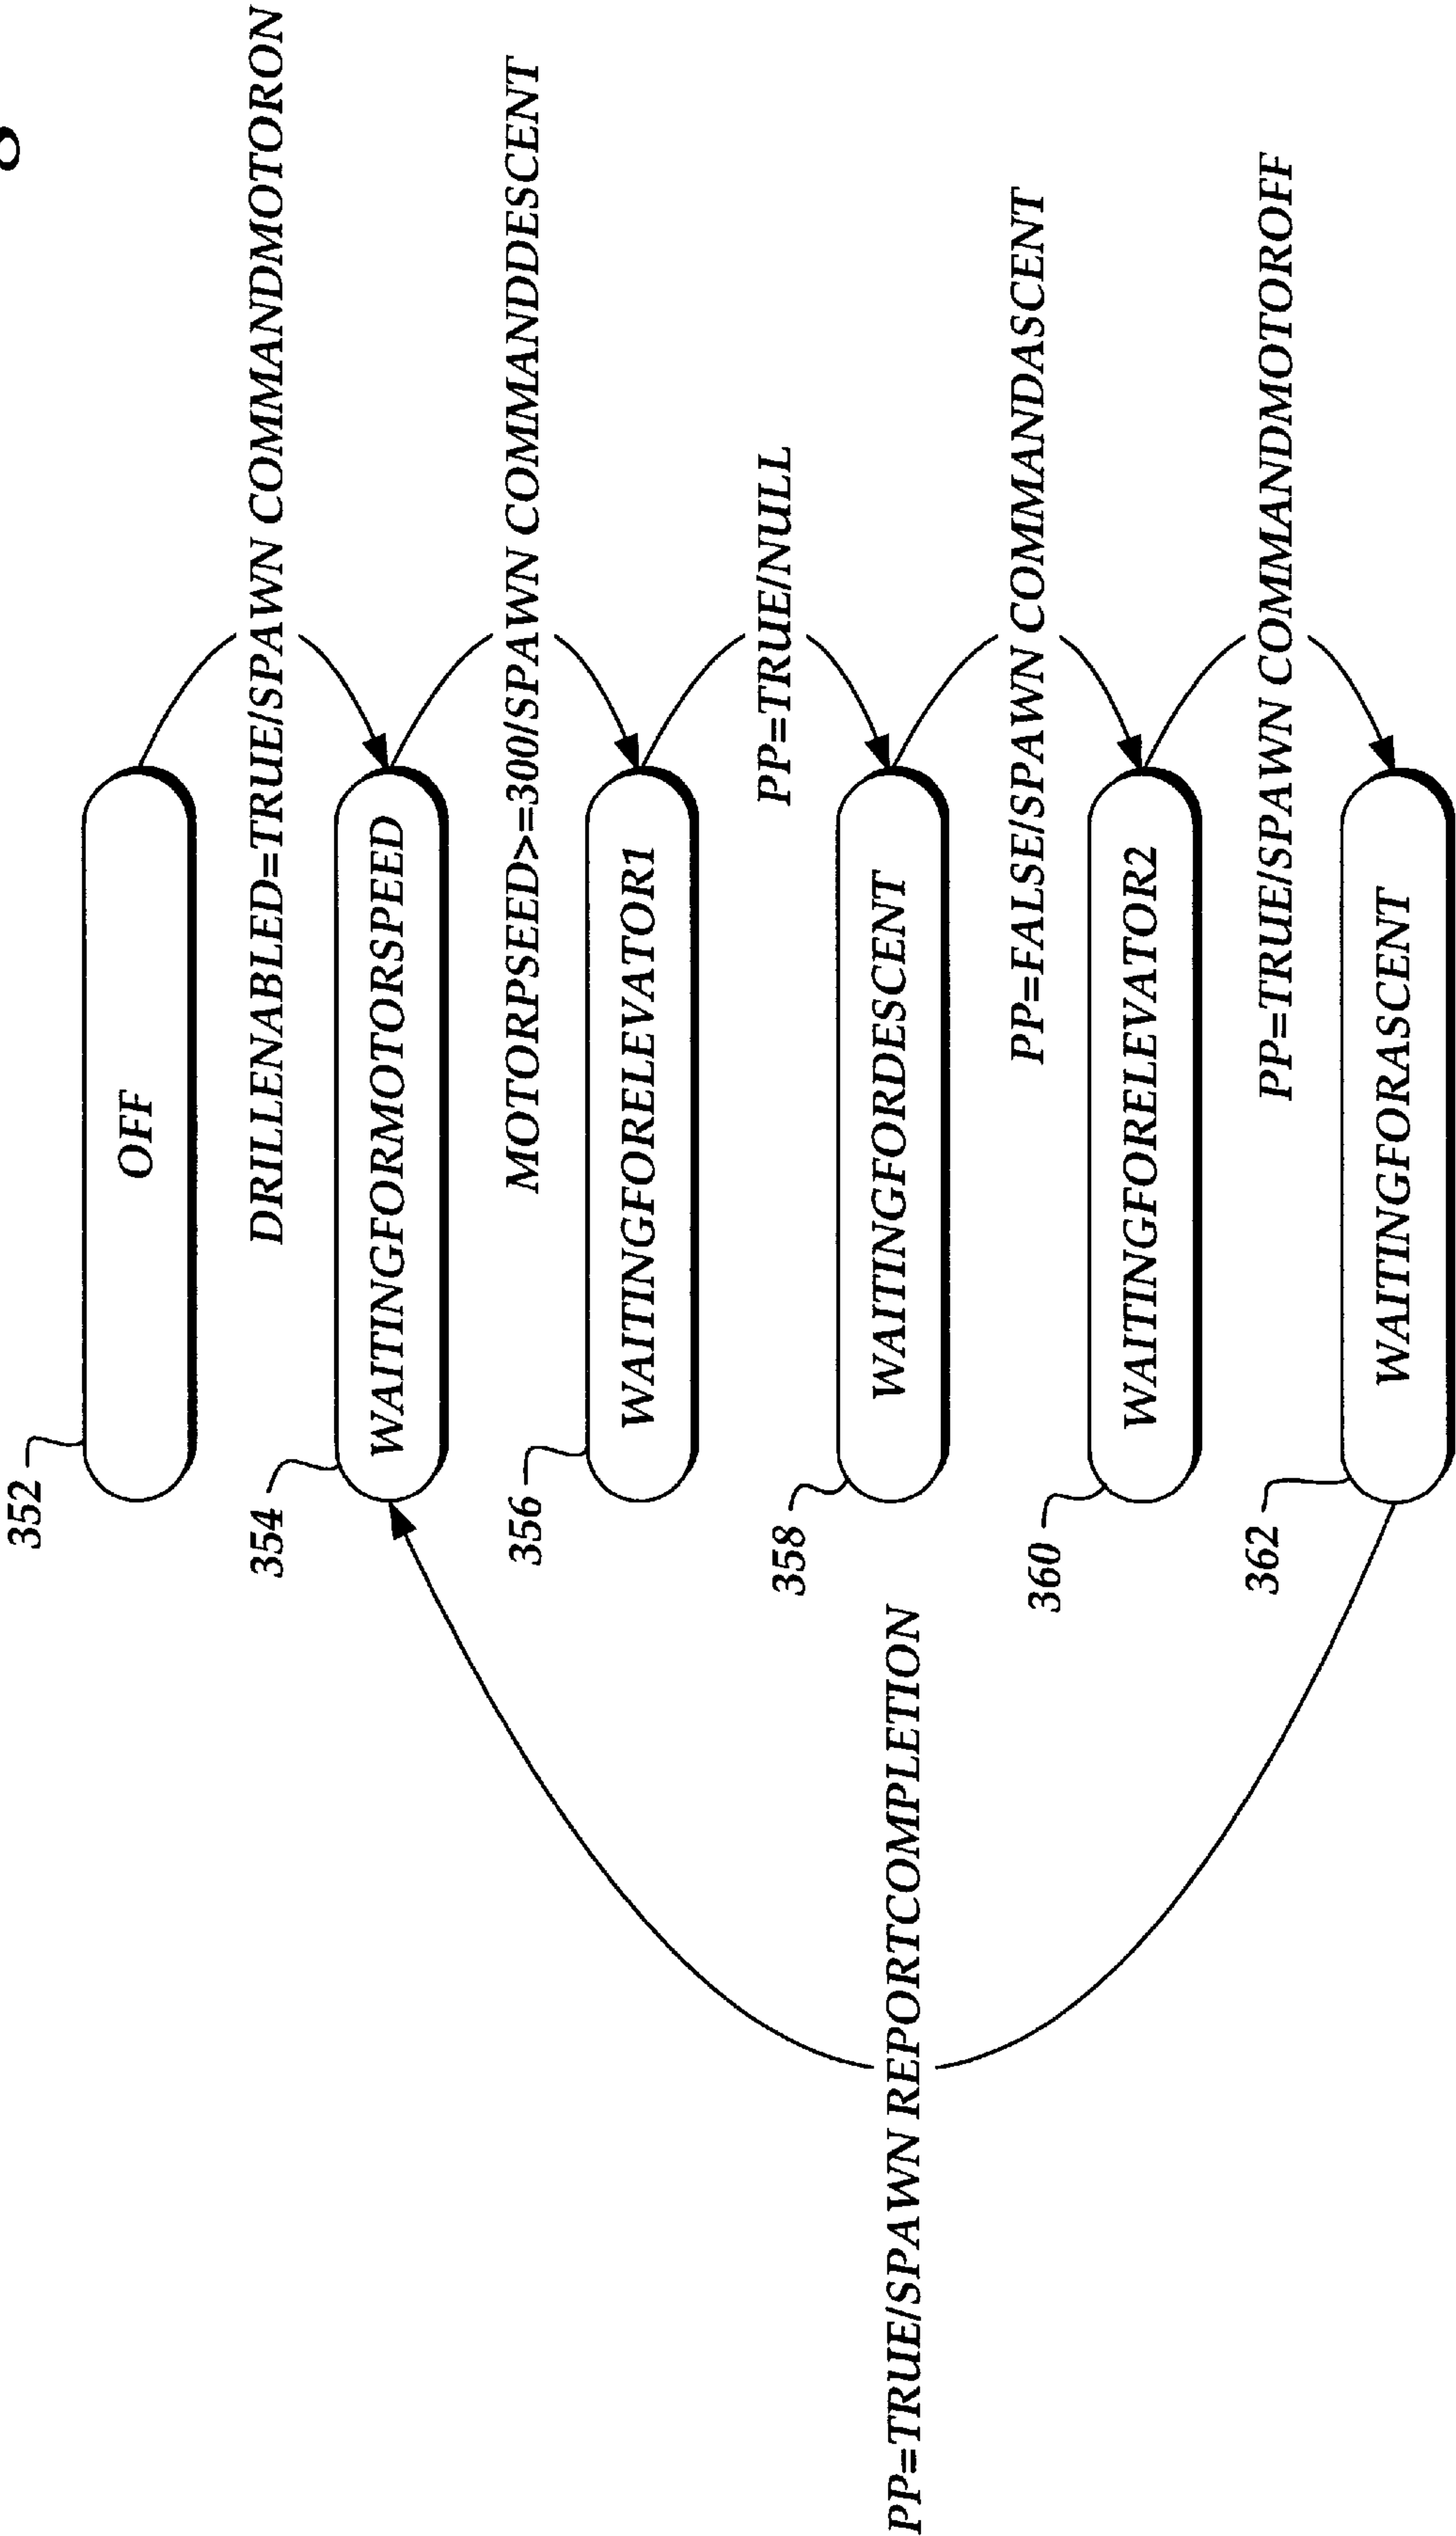 352
OFF
DRILLENABLED=TRUE/SPAWN COMMANDMOTORON
354
WAITINGFORMOTORSPEED
MOTORPSEED>=300/SPAWN COMMANDDESCENT
356
WAITINGFORELEVATOR1
PP=TRUE/NULL
358
WAITINGFORDESCENT
PP=TRUE/SPAWN REPORTCOMPLETION
PP=FALSE/SPAWN COMMANDASCENT
360
WAITINGFORELEVATOR2
PP=TRUE/SPAWN COMMANDMOTOROFF
362
WAITINGFORASCENT